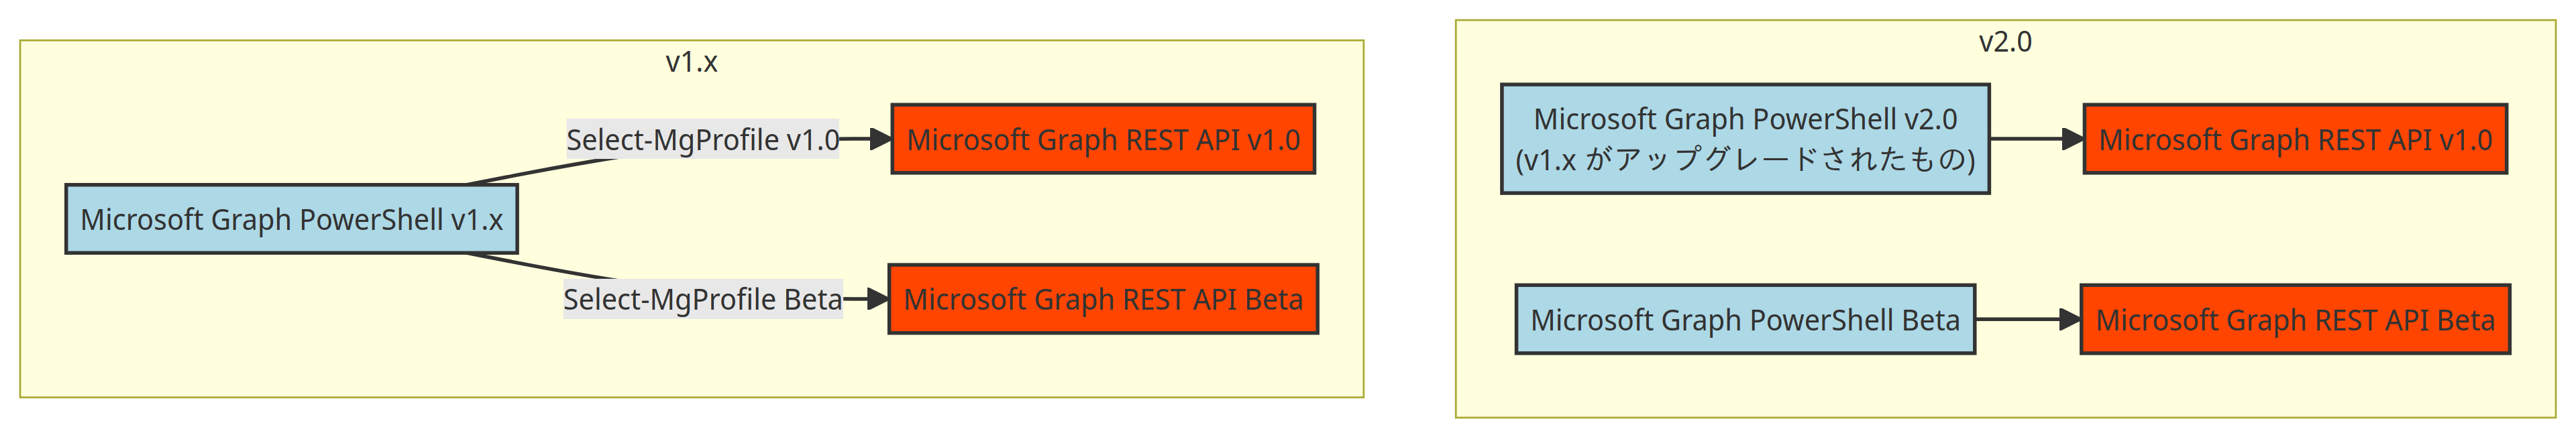 v1.x
Select-MgProfile v1.0
Microsoft Graph REST API v1.0
Microsoft Graph PowerShell v1.x
Select-MgProfile Beta
Microsoft Graph REST API Beta
v2.0
Microsoft Graph PowerShell v2.0
(v1.x がアップグレードされたもの)
Microsoft Graph REST API v1.0
Microsoft Graph PowerShell Beta
Microsoft Graph REST API Beta